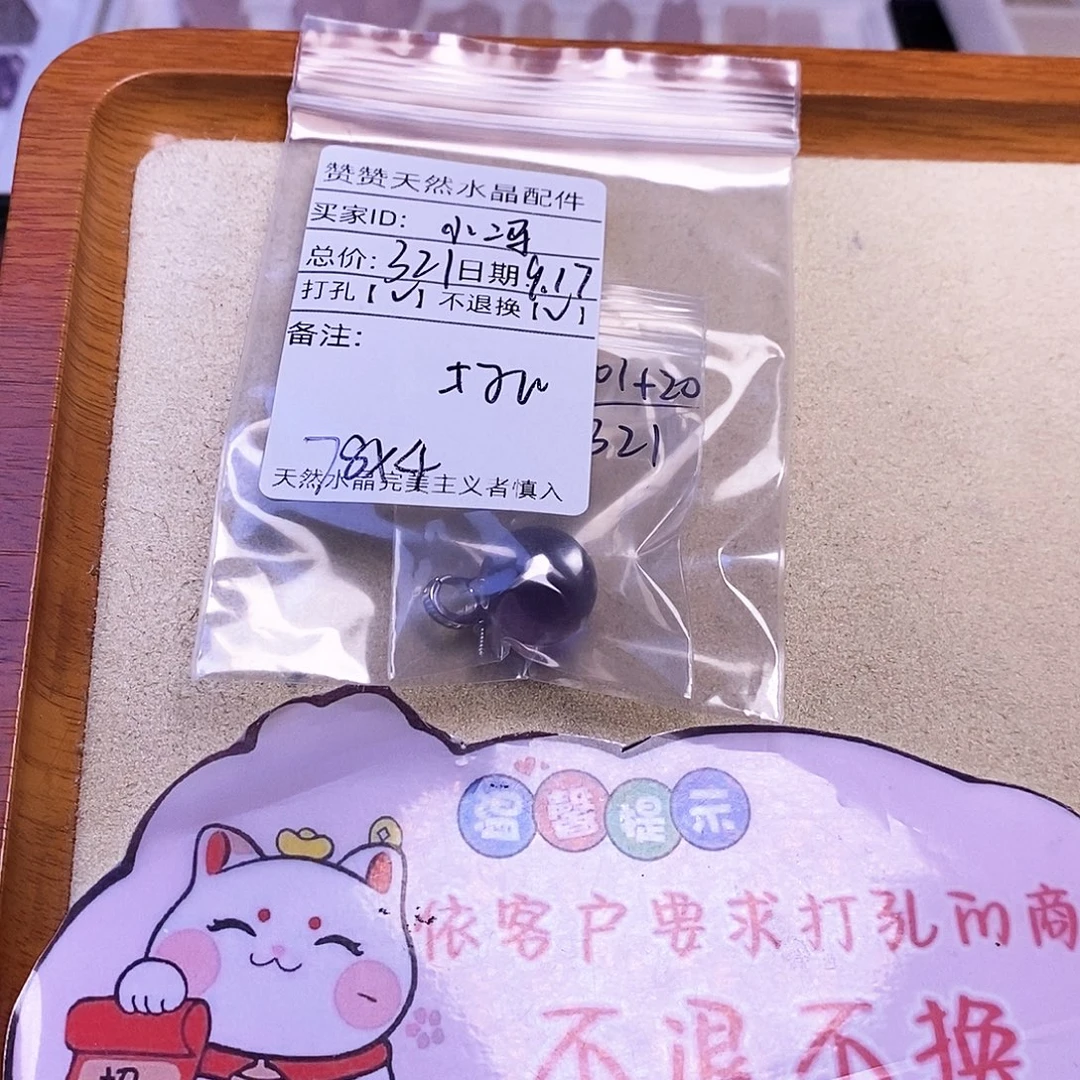 赞赞天然水晶配件
买家ID: 小二哥
总价: 321 日期 9.17
打孔【✓】不退换【✓】
备注:
打孔
78X4
天然水晶完美主义者慎入
01+20
321
温馨提示
依客户要求打孔的商
不退不换